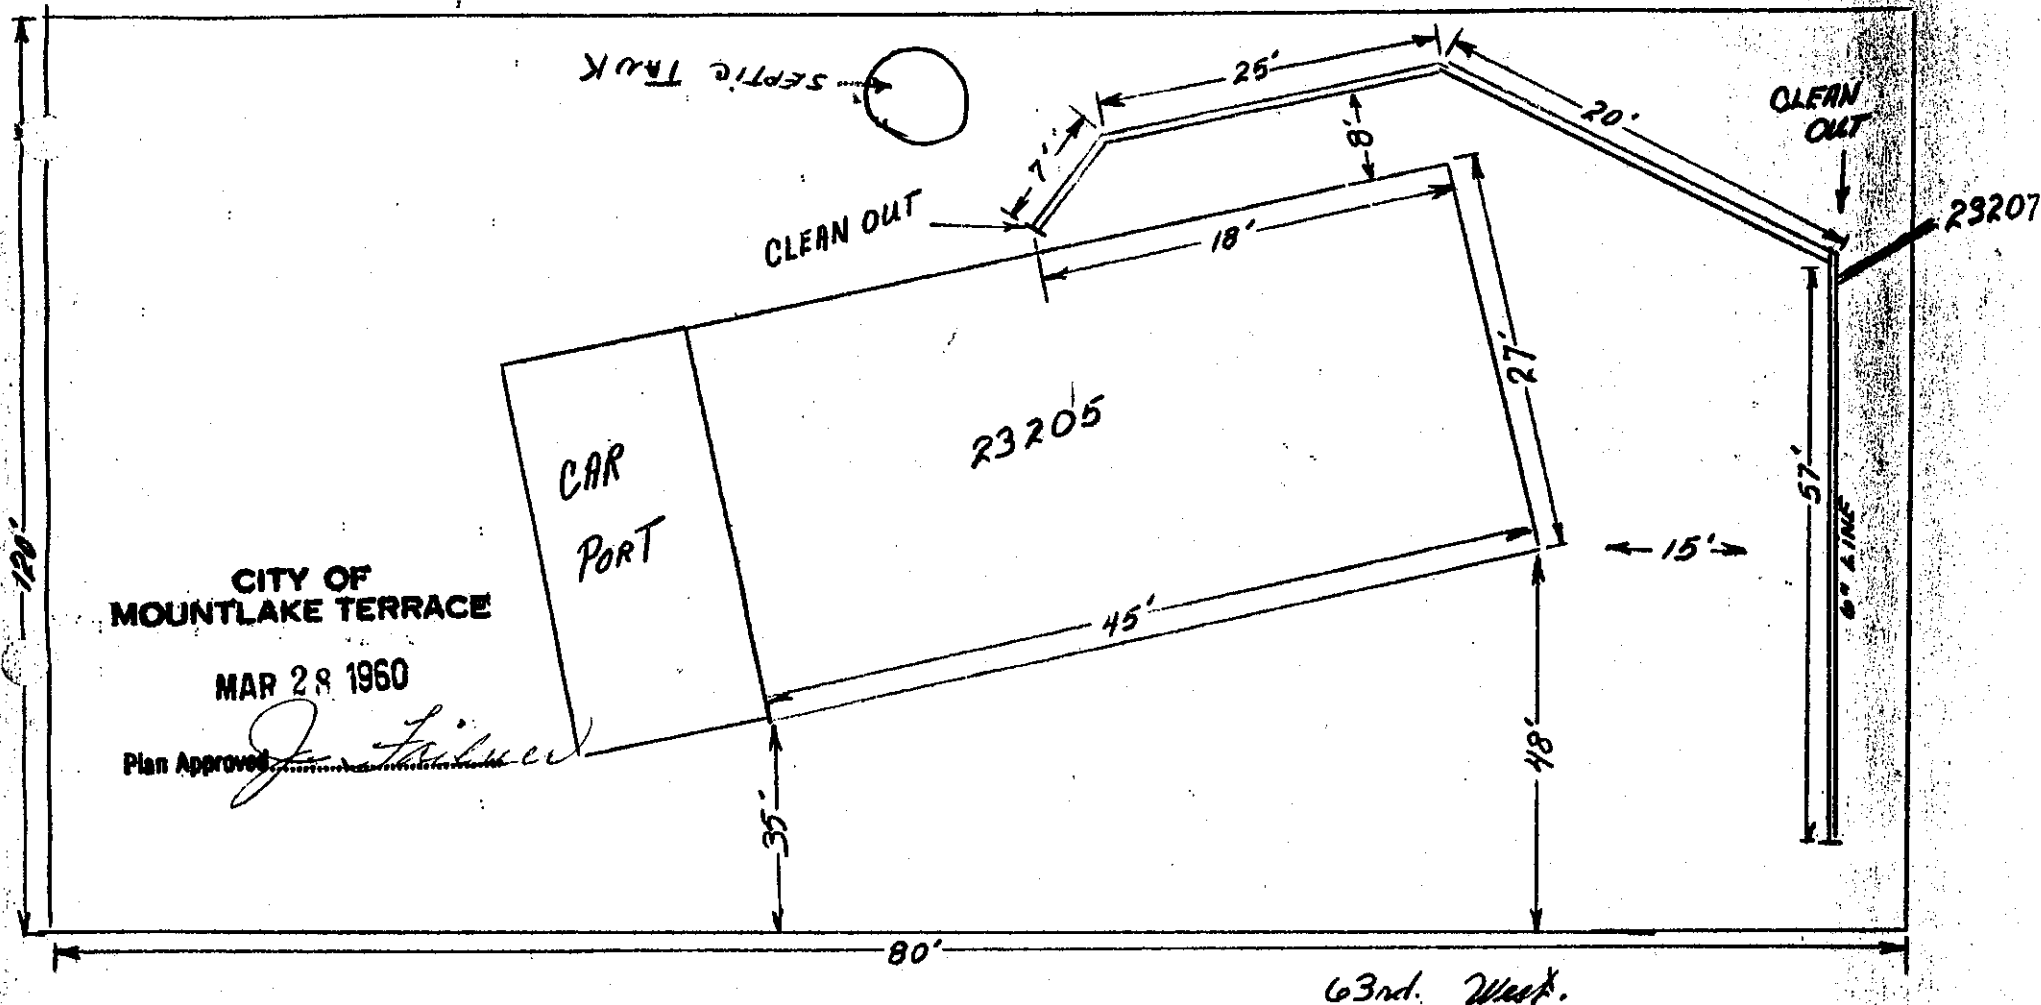 SEPTIC TANK
25'
20'
CLEAN
OUT
7'
8'
23207
CLEAN OUT
18'
27'
23205
CAR
PORT
57'
6" LINE
15'
120'
CITY OF
MOUNTLAKE TERRACE
45'
MAR 28 1960
Plan Approved
48'
35'
80'
63rd. West.